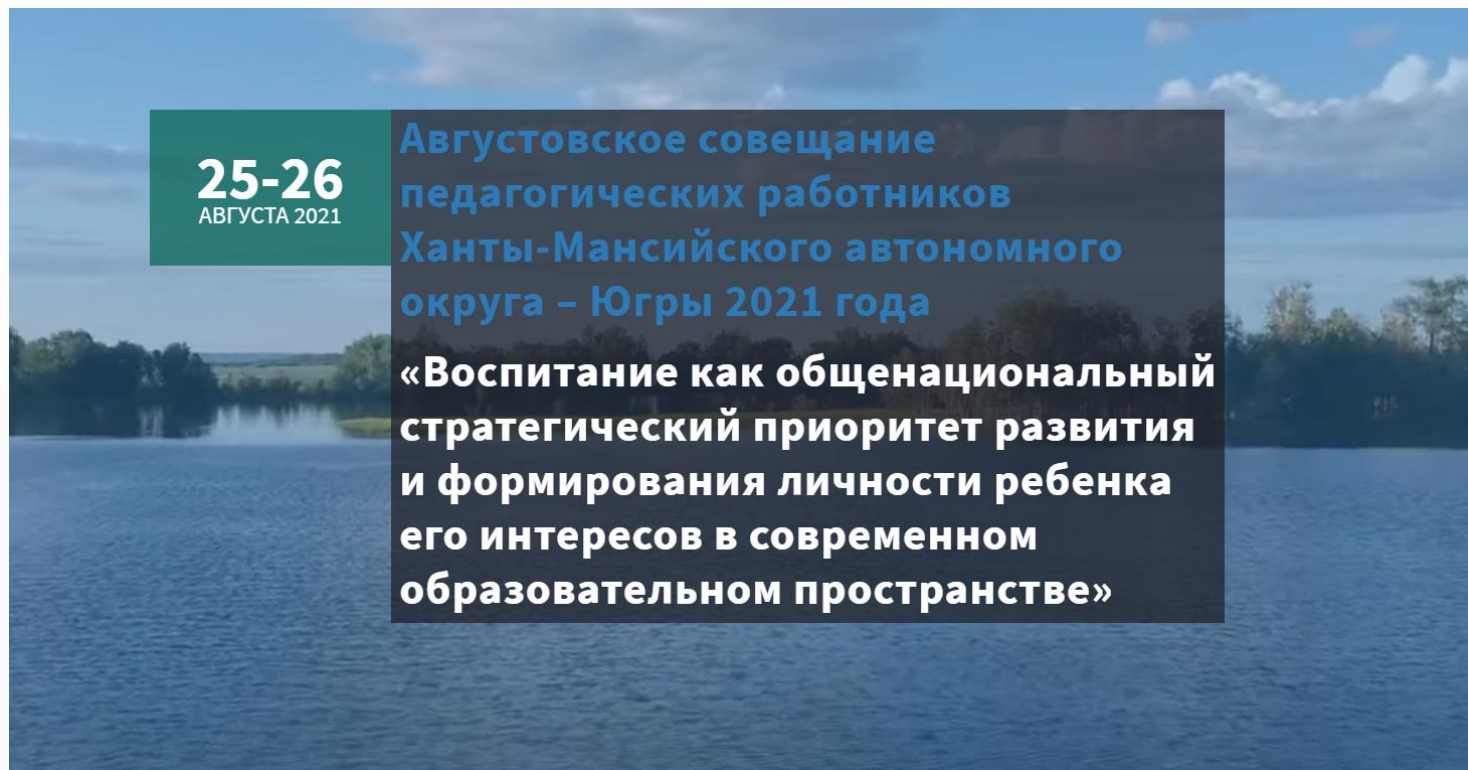 25-26
АВГУСТА 2021
Августовское совещание
педагогических работников
Ханты-Мансийского автономного
округа – Югры 2021 года
«Воспитание как общенациональный
стратегический приоритет развития
и формирования личности ребенка
его интересов в современном
образовательном пространстве»